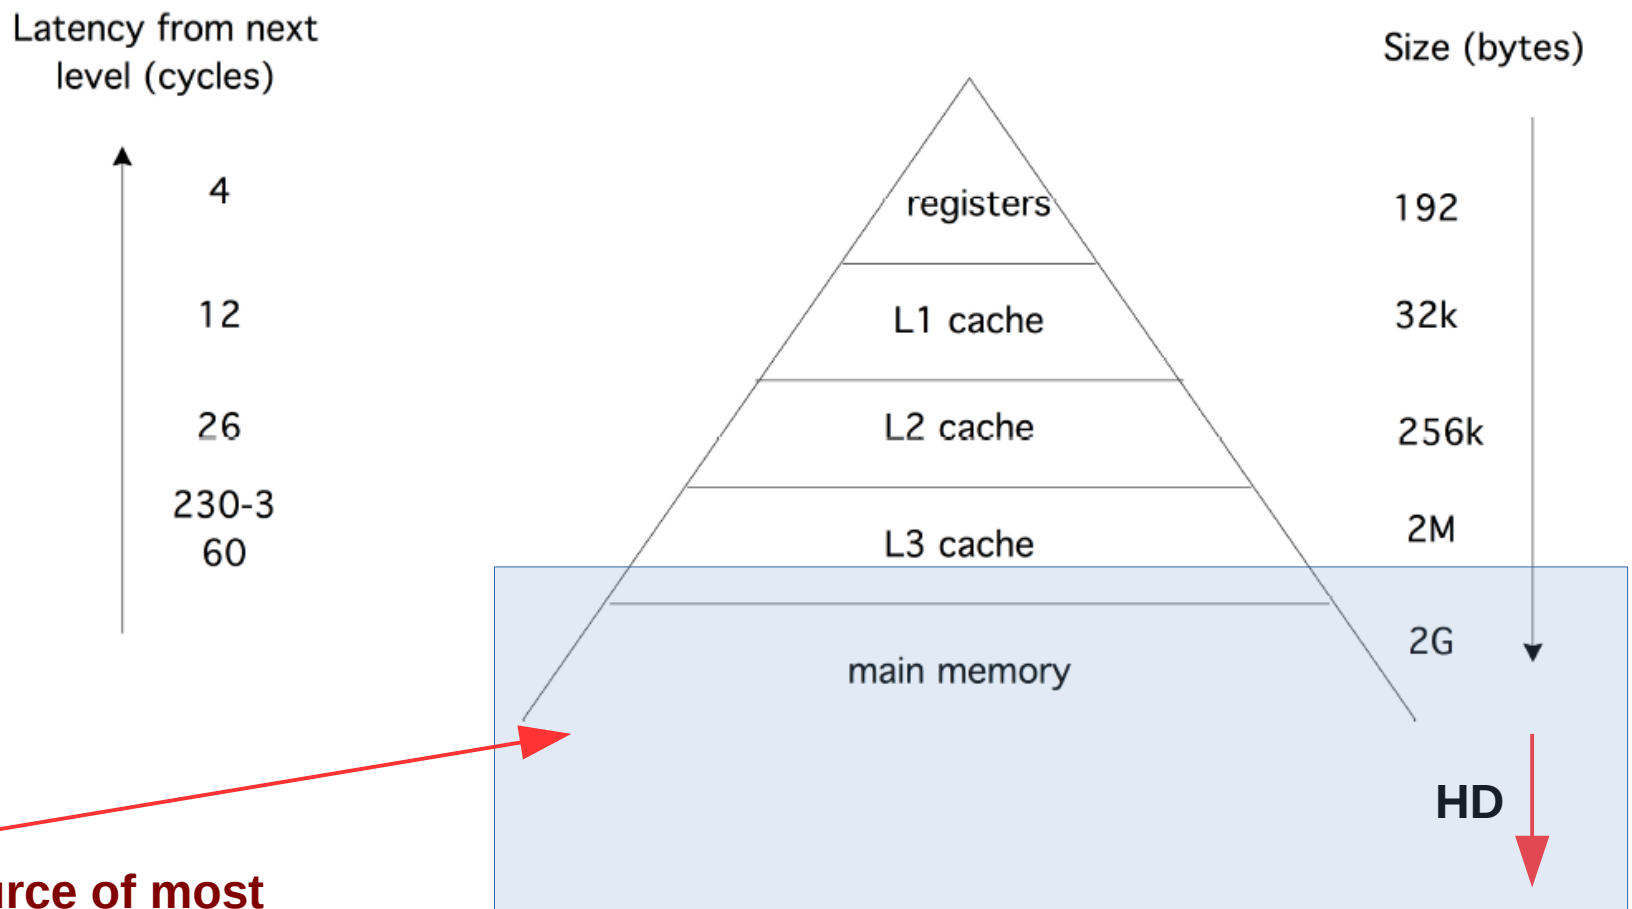 Latency from next
level (cycles)
Size (bytes)
4
registers
192
12
L1 cache
32k
26
L2 cache
256k
230-3
60
L3 cache
2M
main memory
2G
HD
of most